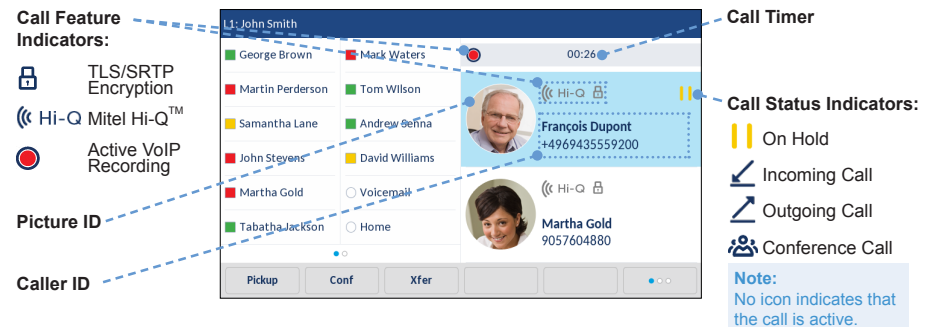 Call Feature
Indicators:
TLS/SRTP
Encryption
Hi-Q Mitel Hi-Q™
Active VoIP
Recording
Picture ID
Caller ID
L1: John Smith
George Brown
Mark Waters
Martin Perderson
Tom WIlson
Samantha Lane
Andrew Senna
John Stevens
David Williams
Martha Gold
Voicemail
Tabatha Jackson
Home
00:26
Hi-Q
François Dupont
+4969435559200
Hi-Q
Martha Gold
9057604880
Pickup
Conf
Xfer
Call Timer
Call Status Indicators:
On Hold
Incoming Call
Outgoing Call
Conference Call
Note:
No icon indicates that
the call is active.